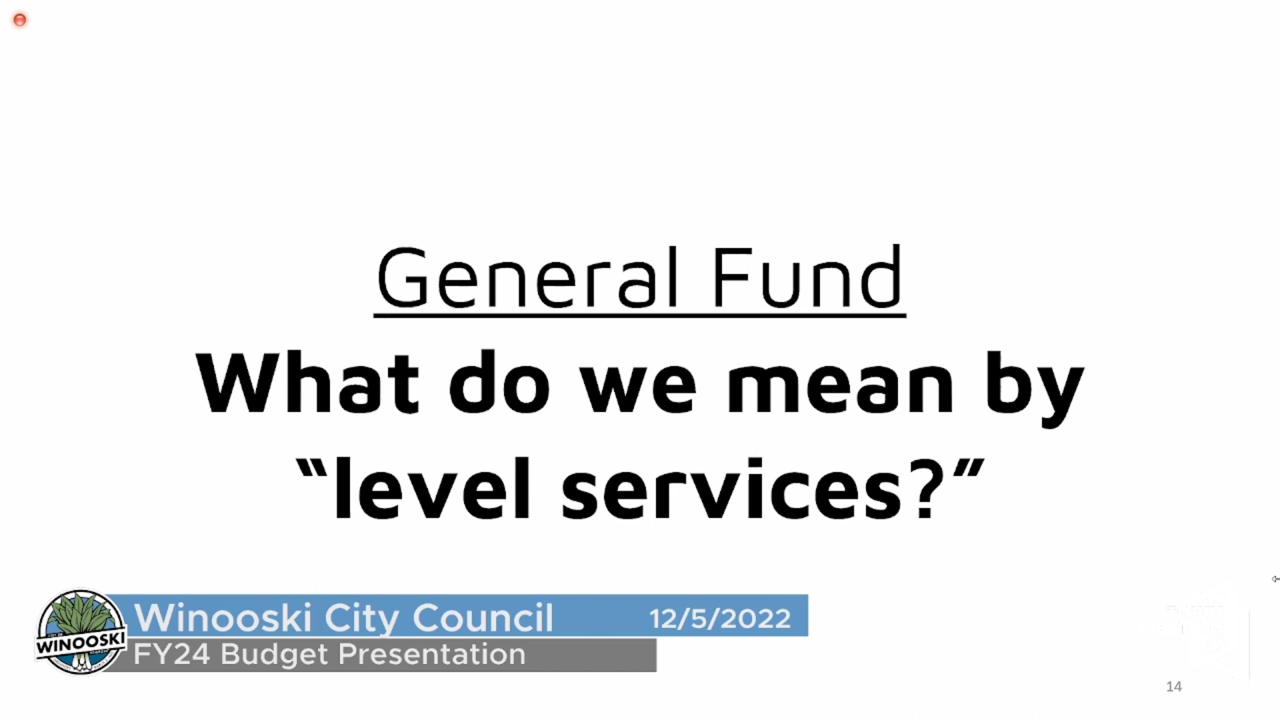 General Fund
What do we mean by
“level services?”
WINOOSKI
Winooski City Council
12/5/2022
FY24 Budget Presentation
14